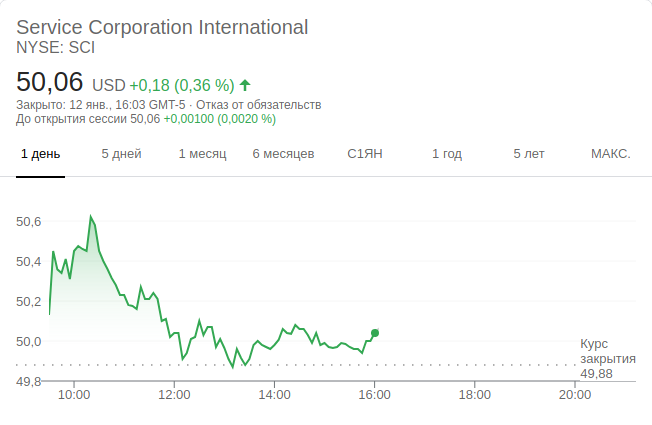 Service Corporation International
NYSE: SCI
50,06 USD +0,18 (0,36 %)
Закрыто: 12 янв., 16:03 GMT-5 · Отказ от обязательств
До открытия сессии 50,06 +0,00100 (0,0020 %)
1 день 5 дней 1 месяц 6 месяцев С1ЯН 1 год 5 лет МАКС.
50,6
50,4
50,2
50,0
49,8
Курс
закрытия
49,88
10:00 12:00 14:00 16:00 18:00 20:00